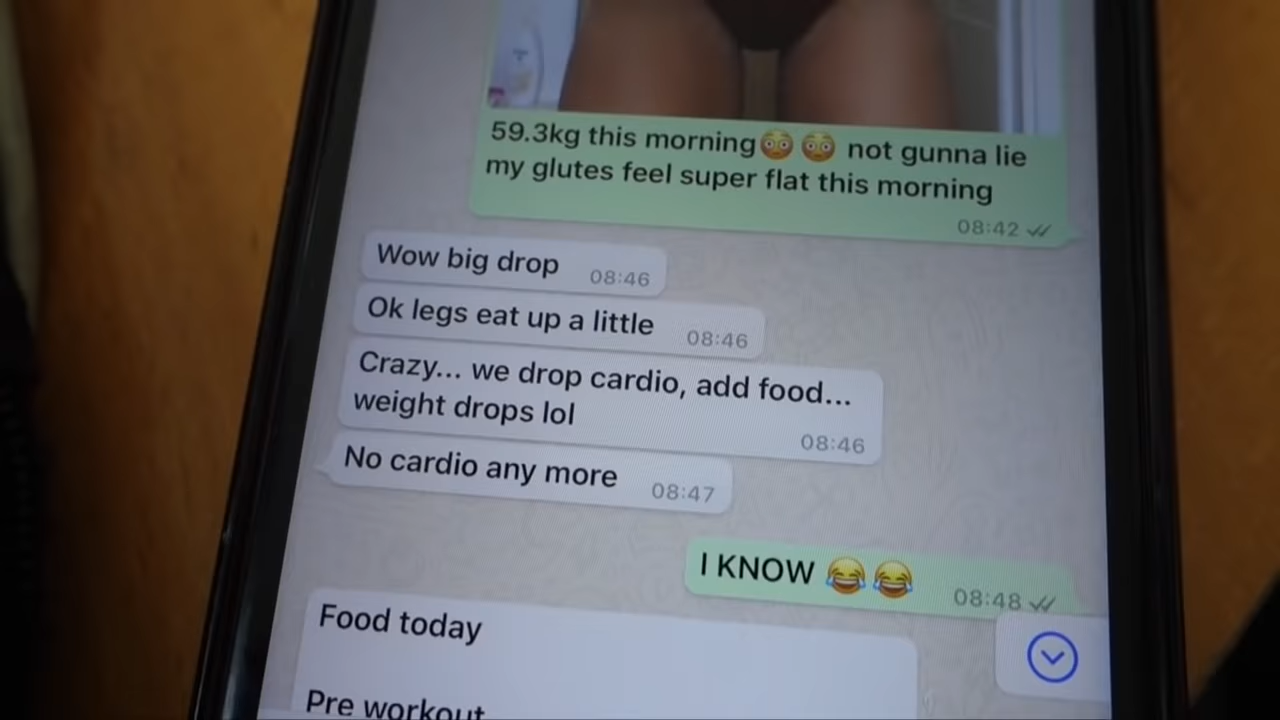 59.3kg this morning😳😳 not gunna lie
my glutes feel super flat this morning
08:42
Wow big drop 08:46
Ok legs eat up a little 08:46
Crazy... we drop cardio, add food...
weight drops lol
08:46
No cardio any more 08:47
I KNOW 😂😂 08:48
Food today
Pre workout